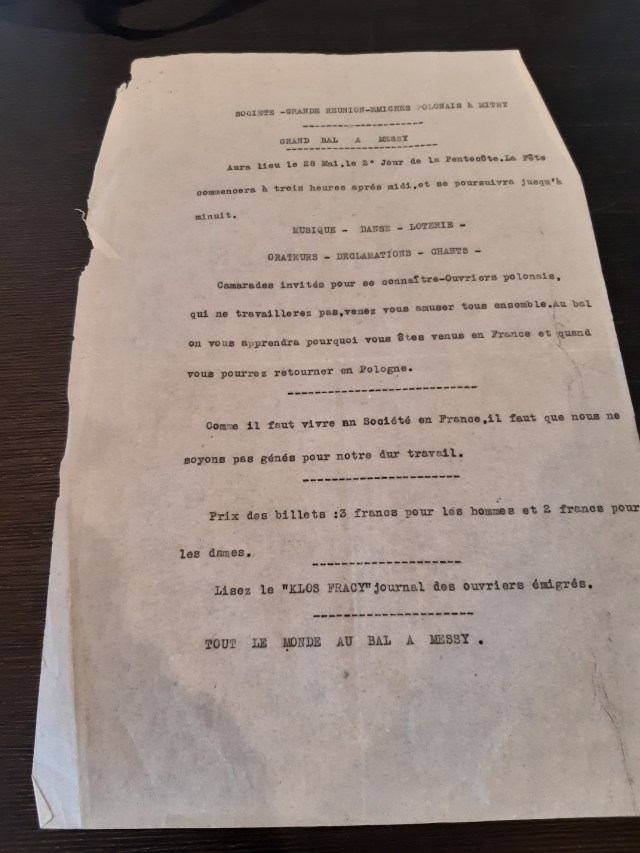 SOCIETE -GRANDE REUNION-EMIGRES POLONAIS à MITRY
GRAND BAL A MESSY
Aura lieu le 28 Mai,le 2° Jour de la Pentecôte.La Fête
commencera à trois heures aprés midi,et se poursuivra jusqu'à
minuit.
MUSIQUE - DANSE - LOTERIE -
ORATEURS - DECLAMATIONS - CHANTS -
Camarades invités pour se connaître-Ouvriers polonais,
qui ne travaillerez pas,venez vous amuser tous ensemble.Au bal
on vous apprendra pourquoi vous êtes venus en France et quand
vous pourrez retourner en Pologne.
Comme il faut vivre an Société en France,il faut que nous ne
soyons pas génés pour notre dur travail.
Prix des billets :3 francs pour les hommes et 2 francs pour
les dames.
Lisez le "KLOS FRACY"journal des ouvriers émigrés.
TOUT LE MONDE AU BAL A MESSY .